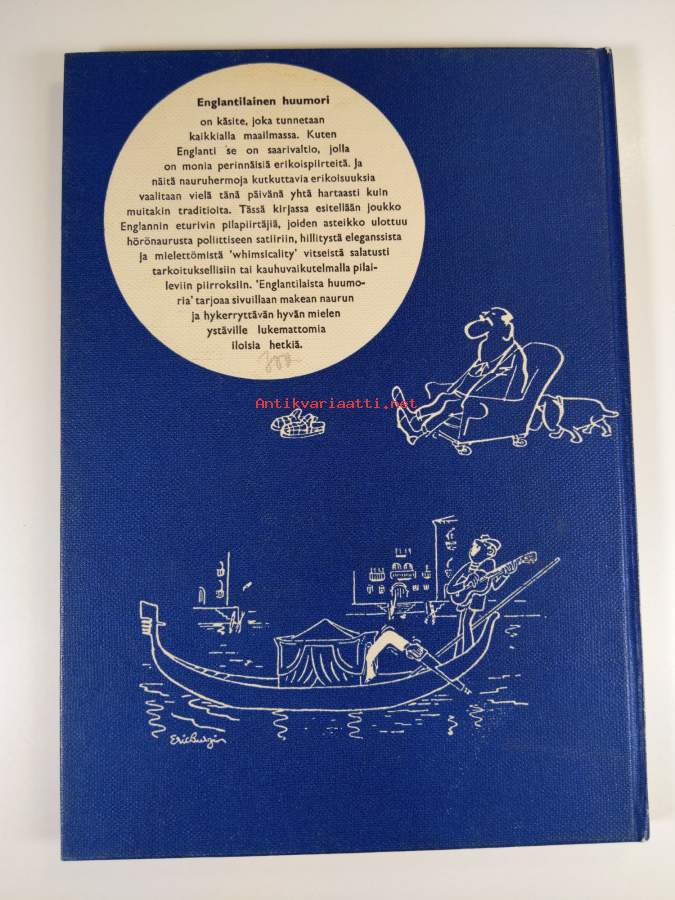 Englantilainen huumori
on käsite, joka tunnetaan
kaikkialla maailmassa. Kuten
Englanti se on saarivaltio, jolla
on monia perinnäisiä erikoispiirteitä. Ja
näitä nauruhermoja kutkuttavia erikoisuuksia
vaalitaan vielä tänä päivänä yhtä hartaasti kuin
muitakin traditioita. Tässä kirjassa esitellään joukko
Englannin eturivin pilapiirtäjiä, joiden asteikko ulottuu
hörönaurusta poliittiseen satiiriin, hillitystä eleganssista
ja mielettömistä 'whimsicality' vitseistä salatusti
tarkoituksellisiin tai kauhuvaikutelmalla pilai-
leviin piirroksiin. 'Englantilaista huumo-
ria' tarjoaa sivuillaan makean naurun
ja hykerryttävän hyvän mielen
ystäville lukemattomia
iloisia hetkiä.
Antikvariaatti.net